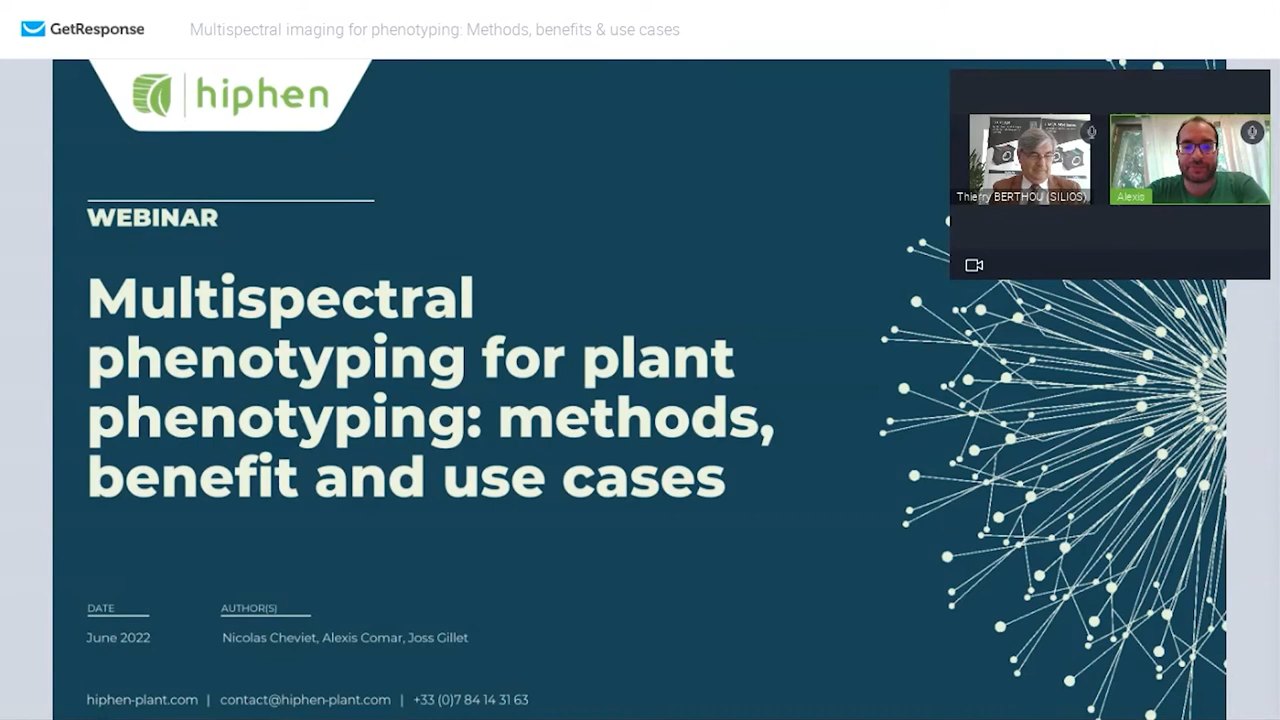 GetResponse
Multispectral imaging for phenotyping: Methods, benefits & use cases
hiphen
Thierry BERTHOU (SILIOS)
Alexis
WEBINAR
Multispectral
phenotyping for plant
phenotyping: methods,
benefit and use cases
DATE
AUTHOR(S)
June 2022
Nicolas Cheviet, Alexis Comar, Joss Gillet
hiphen-plant.com | contact@hiphen-plant.com | +33 (0)7 84 14 31 63